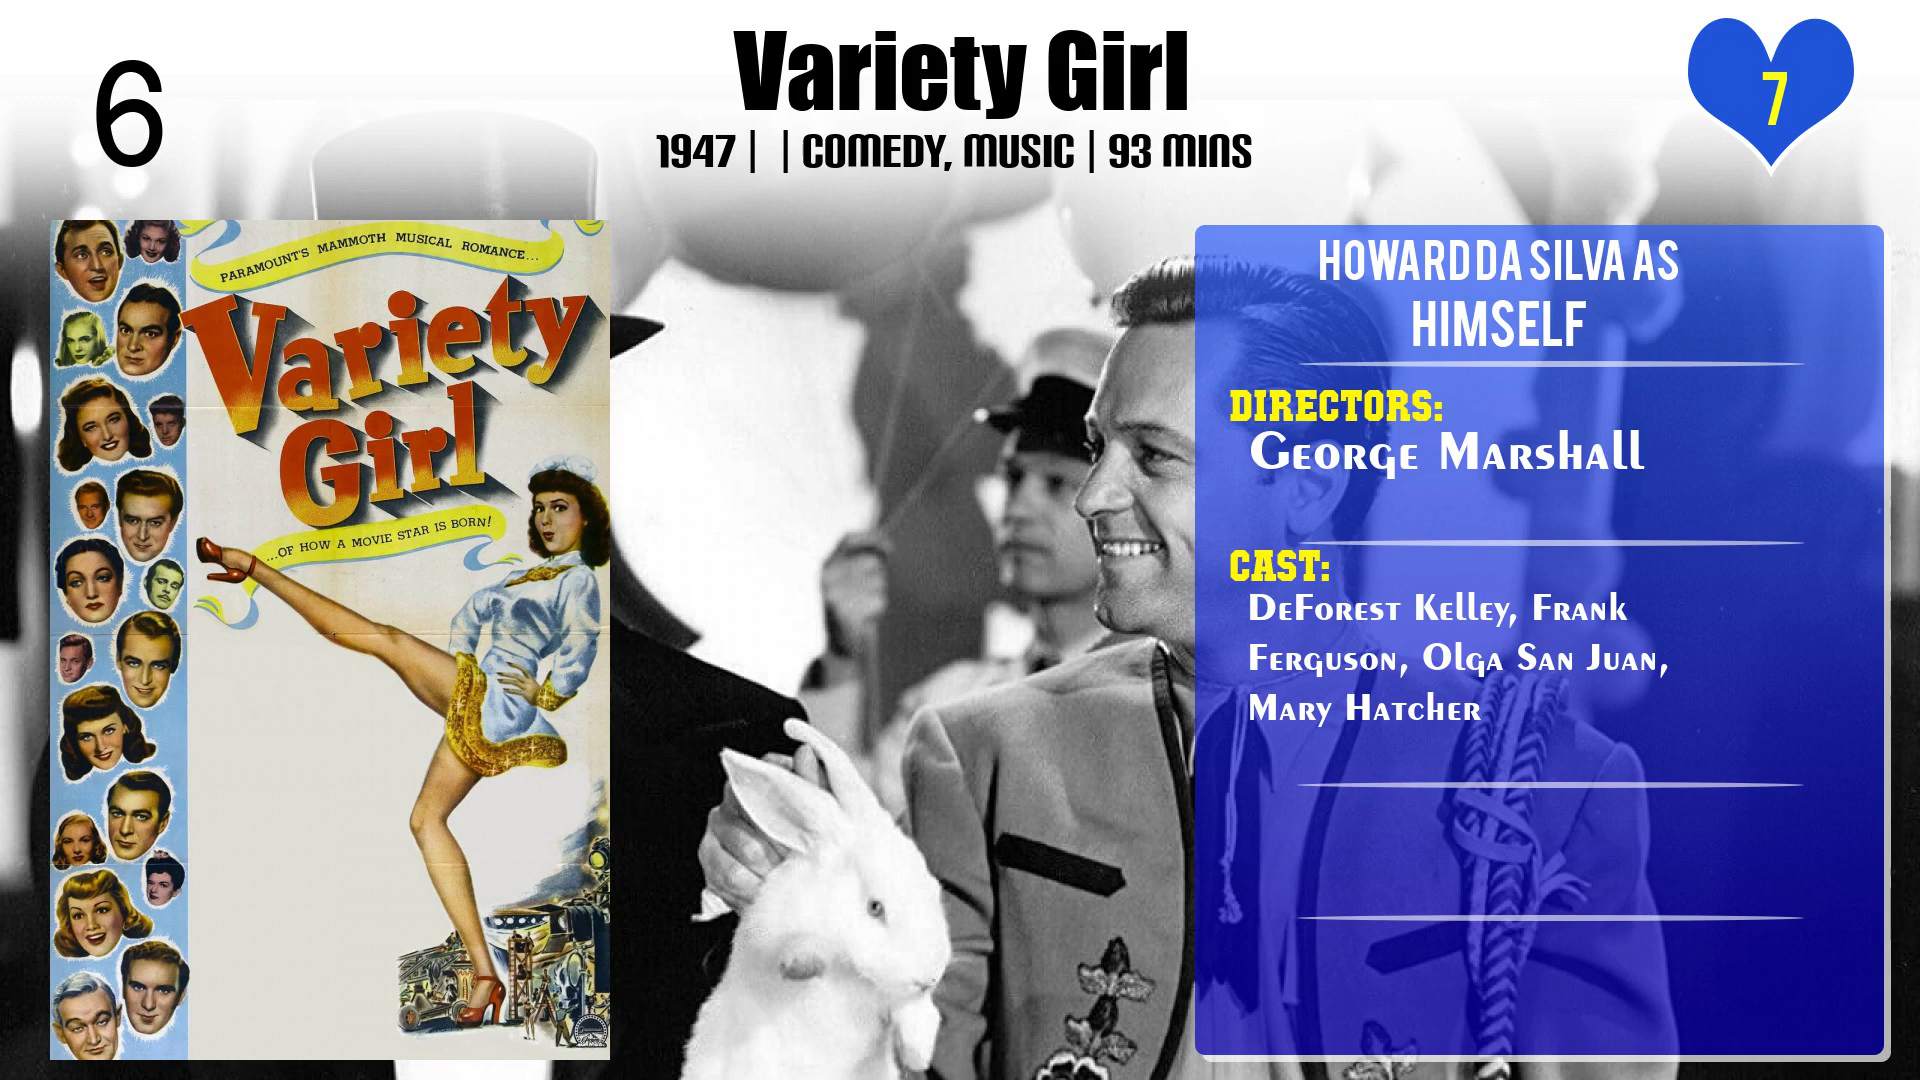 6
Variety Girl
1947 | | COMEDY, MUSIC | 93 MINS
7
PARAMOUNT'S MAMMOTH MUSICAL ROMANCE...
Variety
Girl
...OF HOW A MOVIE STAR IS BORN!
HOWARD DA SILVA AS
HIMSELF
DIRECTORS:
George Marshall
CAST:
DeForest Kelley, Frank
Ferguson, Olga San Juan,
Mary Hatcher